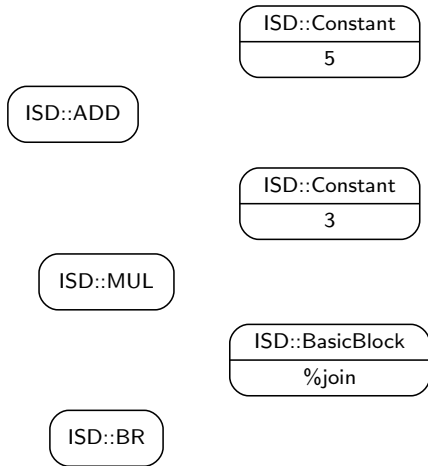 ISD::Constant
5
ISD::ADD
ISD::Constant
3
ISD::MUL
ISD::BasicBlock
%join
ISD::BR